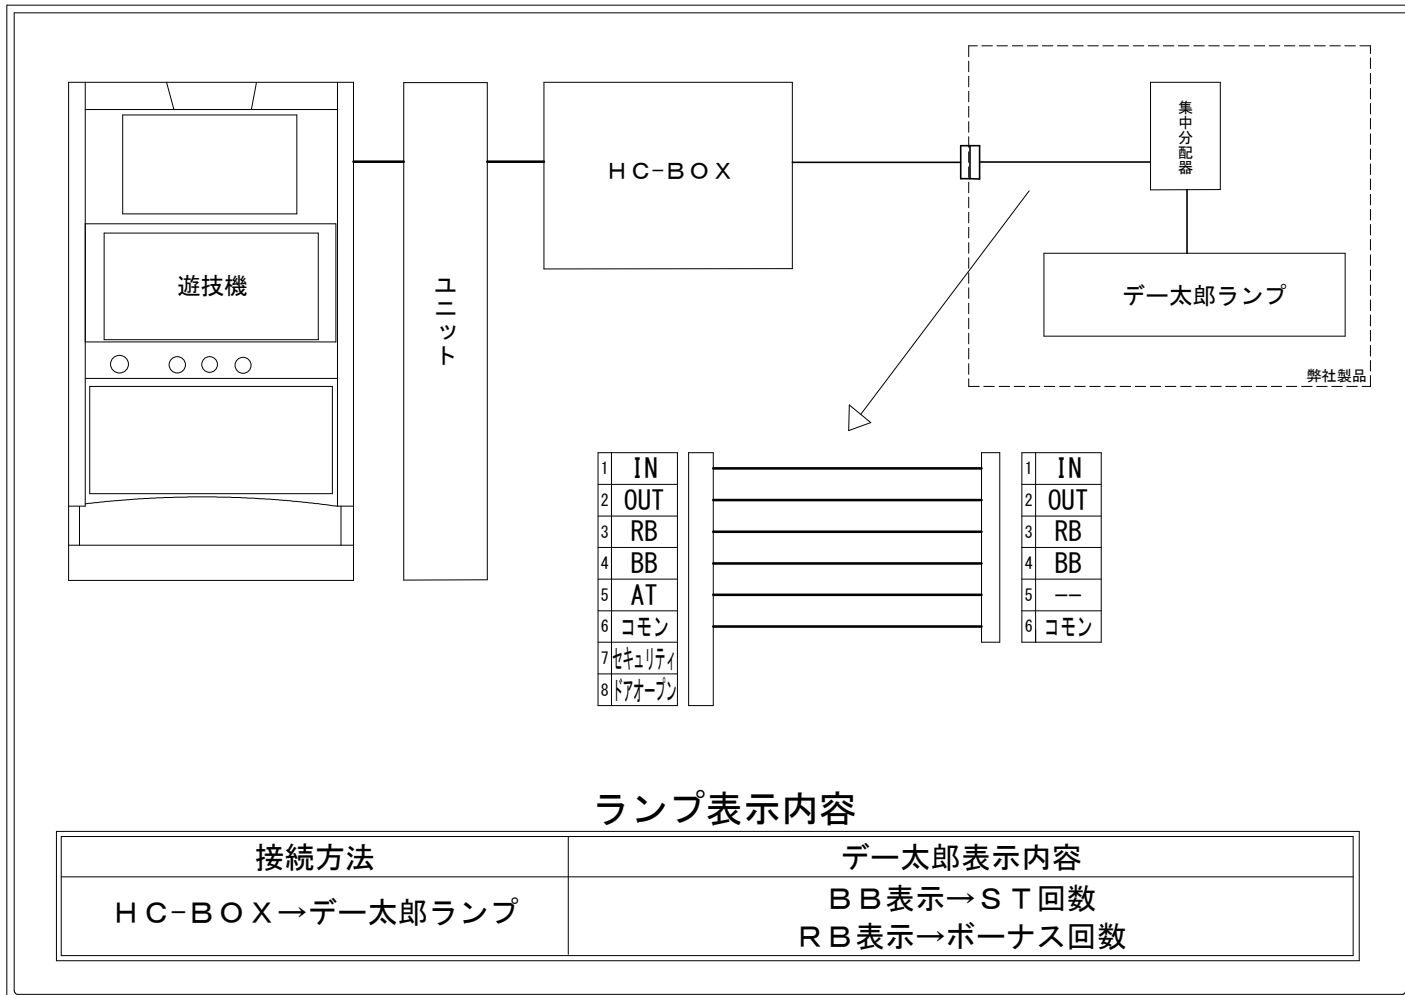 集中分配器
HC-BOX
遊技機
ユニット
デー太郎ランプ
弊社製品
1 IN
2 OUT
3 RB
4 BB
5 AT
6 コモン
7 セキュリティ
8 ドアオープン
1 IN
2 OUT
3 RB
4 BB
5 --
6 コモン
ランプ表示内容
接続方法 デー太郎表示内容
HC-BOX→デー太郎ランプ
BB表示→ST回数
RB表示→ボーナス回数